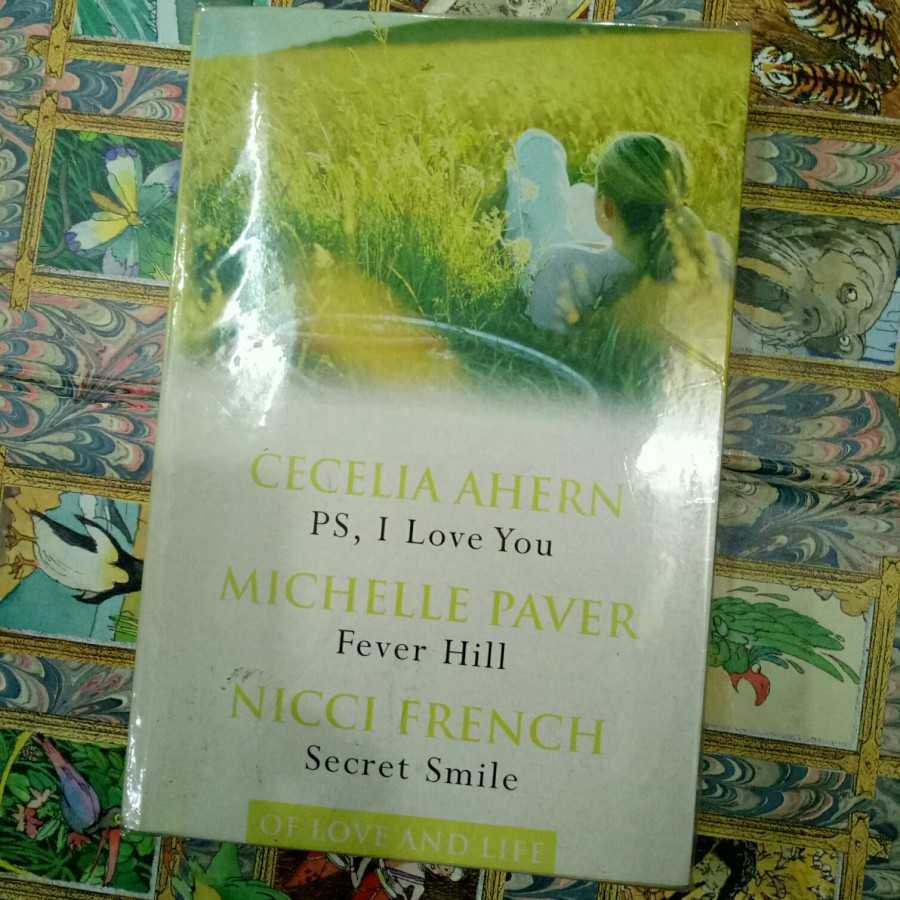 CECELIA AHERN
PS, I Love You
MICHELLE PAVER
Fever Hill
NICCI FRENCH
Secret Smile
OF LOVE AND LIFE